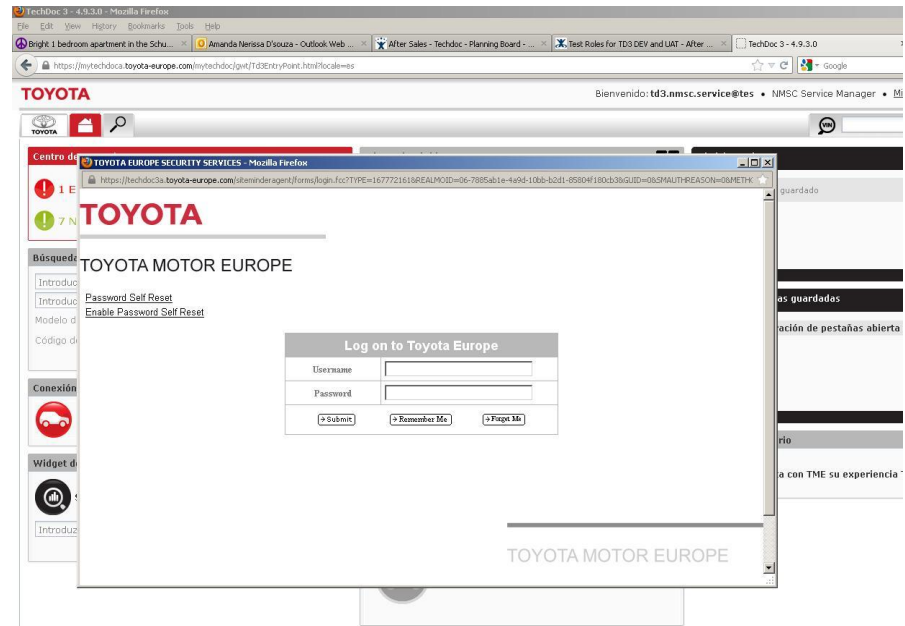 TechDoc 3 - 4.9.3.0 - Mozilla Firefox
File Edit View History Bookmarks Tools Help
Bright 1 bedroom apartment in the Schu... × Amanda Nerissa D'souza - Outlook Web ... × After Sales - Techdoc - Planning Board - ... × Test Roles for TD3 DEV and UAT - After ... × TechDoc 3 - 4.9.3.0
https://mytechdoca.toyota-europe.com/mytechdoc/gwt/Td3EntryPoint.html?locale=es Google
TOYOTA Bienvenido: td3.nmsc.service@tes • NMSC Service Manager • Mi
TOYOTA VIN
Centro de
TOYOTA EUROPE SECURITY SERVICES - Mozilla Firefox
https://techdoc3a.toyota-europe.com/siteminderagent/forms/login.fcc?TYPE=16777216&REALMOID=06-7885ab1e-4a9d-10bb-b2d1-85804f180cb3&GUID=0&SMAUTHREASON=0&METH
1 E
guardado
7 N
TOYOTA
Búsqueda
TOYOTA MOTOR EUROPE
Introduc
Password Self Reset
Introduc
as guardadas
Enable Password Self Reset
Modelo d
ración de pestañas abierta
Código de
Log on to Toyota Europe
Username
Conexión
Password
Submit Remember Me Forget Me
rio
Widget d
a con TME su experiencia
Introduz
TOYOTA MOTOR EUROPE